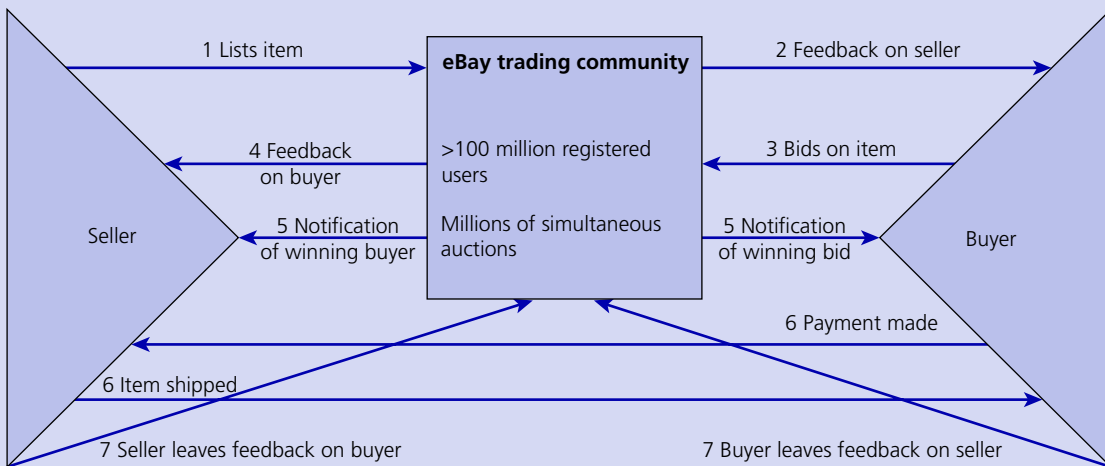 1 Lists item
eBay trading community
2 Feedback on seller
4 Feedback
on buyer
>100 million registered
users
3 Bids on item
Seller
5 Notification
of winning buyer
Millions of simultaneous
auctions
5 Notification
of winning bid
Buyer
6 Payment made
6 Item shipped
7 Seller leaves feedback on buyer
7 Buyer leaves feedback on seller